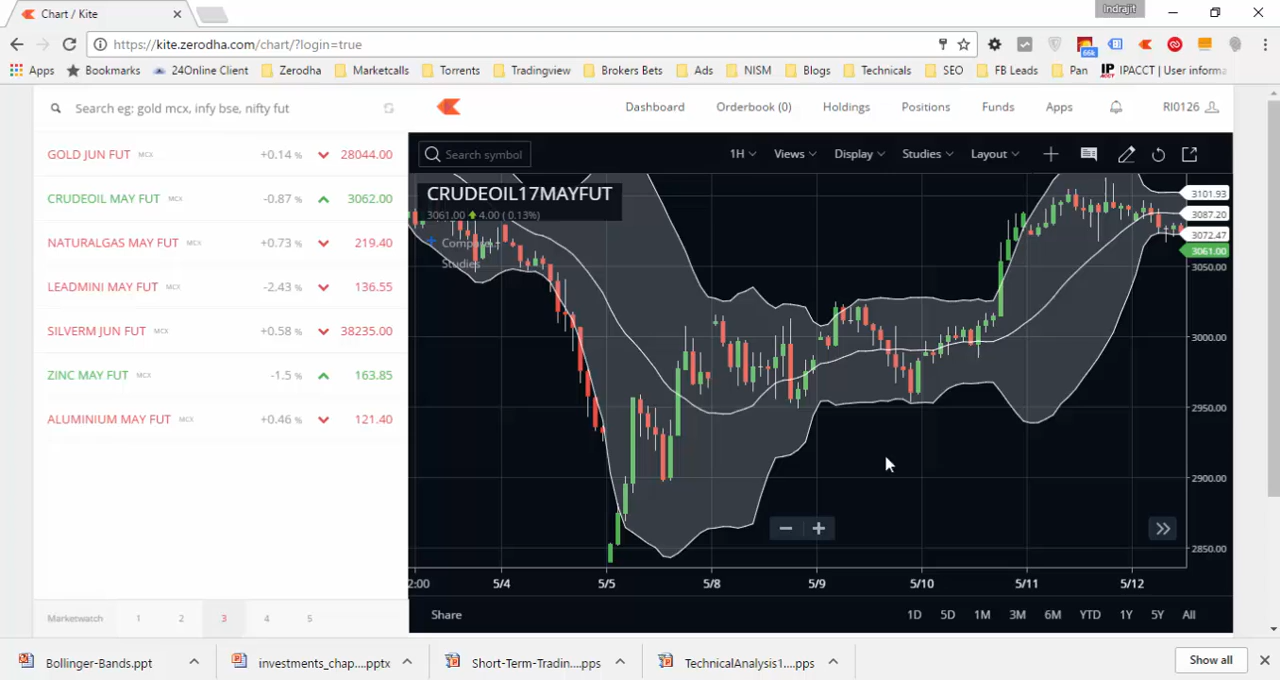 Chart / Kite
Indrajit
https://kite.zerodha.com/chart/?login=true
66k
Apps Bookmarks 24Online Client Zerodha Marketcalls Torrents Tradingview Brokers Bets Ads NISM Blogs Technicals SEO FB Leads Pan IP IPACCT | User informa
Search eg: gold mcx, infy bse, nifty fut
Dashboard Orderbook (0) Holdings Positions Funds Apps RI0126
GOLD JUN FUT MCX +0.14 % 28044.00
CRUDEOIL MAY FUT MCX -0.87 % 3062.00
NATURALGAS MAY FUT MCX +0.73 % 219.40
LEADMINI MAY FUT MCX -2.43 % 136.55
SILVERM JUN FUT MCX +0.58 % 38235.00
ZINC MAY FUT MCX -1.5 % 163.85
ALUMINIUM MAY FUT MCX +0.46 % 121.40
Marketwatch 1 2 3 4 5
Search symbol 1H Views Display Studies Layout
CRUDEOIL17MAYFUT
3061.00 4.00 (0.13%)
Compare
Studies
3101.93
3087.20
3072.47
3061.00
3050.00
3000.00
2950.00
2900.00
2850.00
2:00 5/4 5/5 5/8 5/9 5/10 5/11 5/12
Share 1D 5D 1M 3M 6M YTD 1Y 5Y All
Bollinger-Bands.ppt investments_chap....pptx Short-Term-Tradin....pps TechnicalAnalysis1....pps Show all